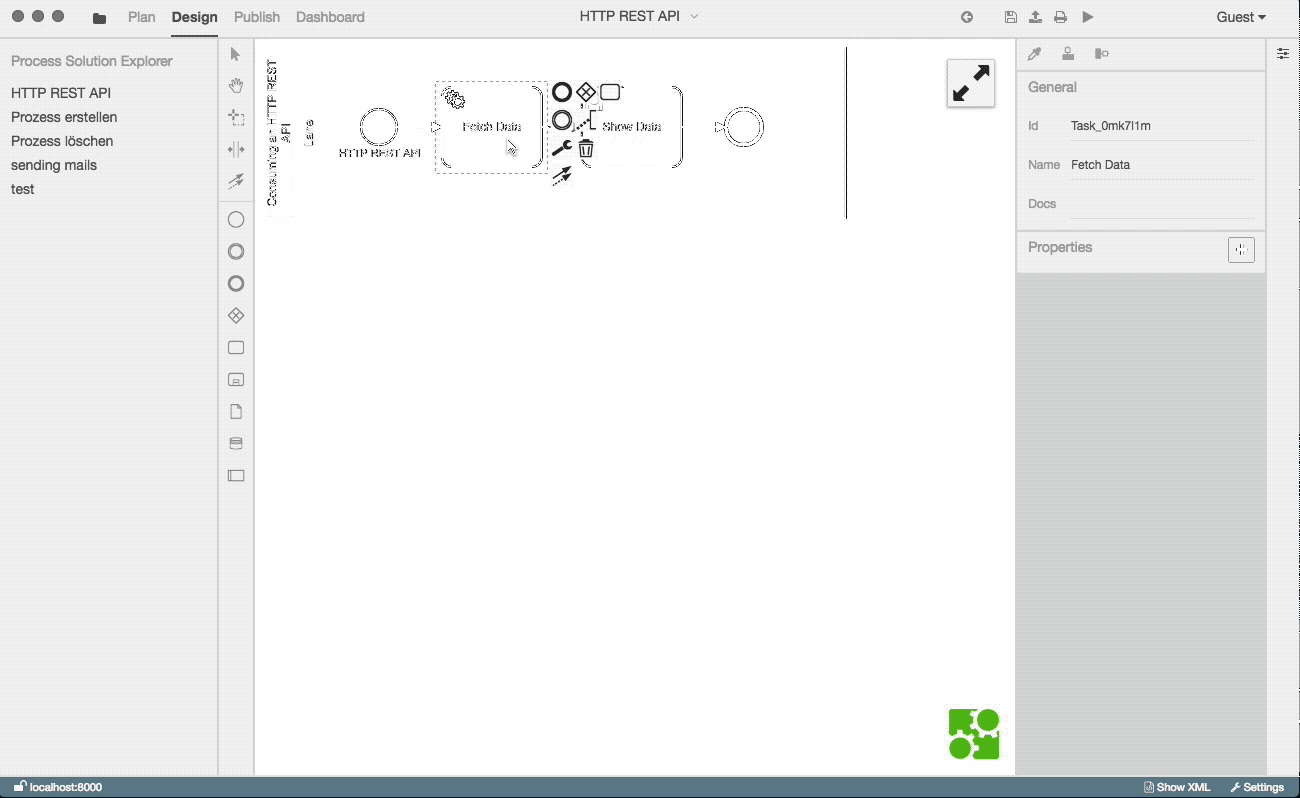 Plan Design Publish Dashboard
HTTP REST API
Guest
Process Solution Explorer
HTTP REST API
Prozess erstellen
Prozess löschen
sending mails
test
Consuming an HTTP REST
API
Lane
HTTP REST API
Fetch Data
Show Data
General
Id Task_0mk7l1m
Name Fetch Data
Docs
Properties
localhost:8000
Show XML
Settings